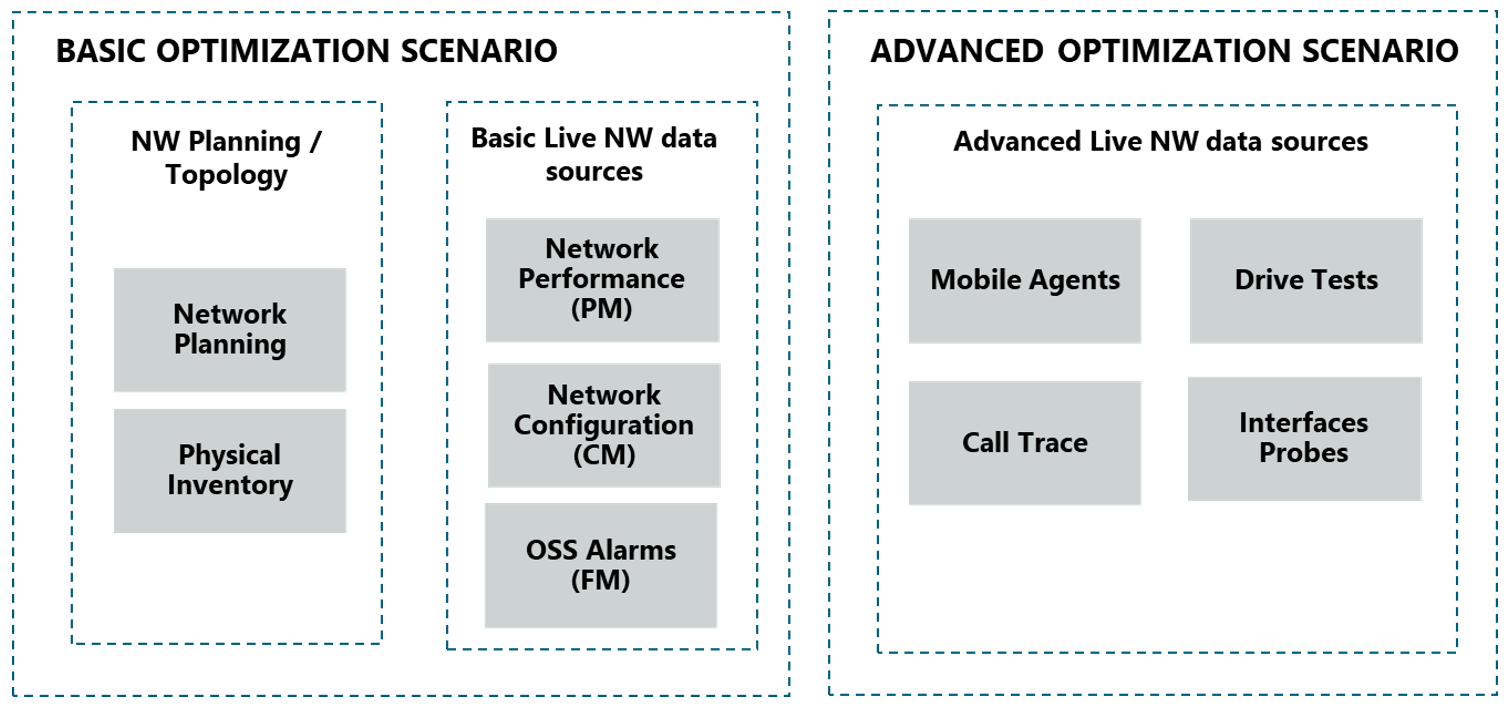 BASIC OPTIMIZATION SCENARIO
NW Planning /
Topology
Network
Planning
Physical
Inventory
Basic Live NW data
sources
Network
Performance
(PM)
Network
Configuration
(CM)
OSS Alarms
(FM)
ADVANCED OPTIMIZATION SCENARIO
Advanced Live NW data sources
Mobile Agents
Drive Tests
Call Trace
Interfaces
Probes